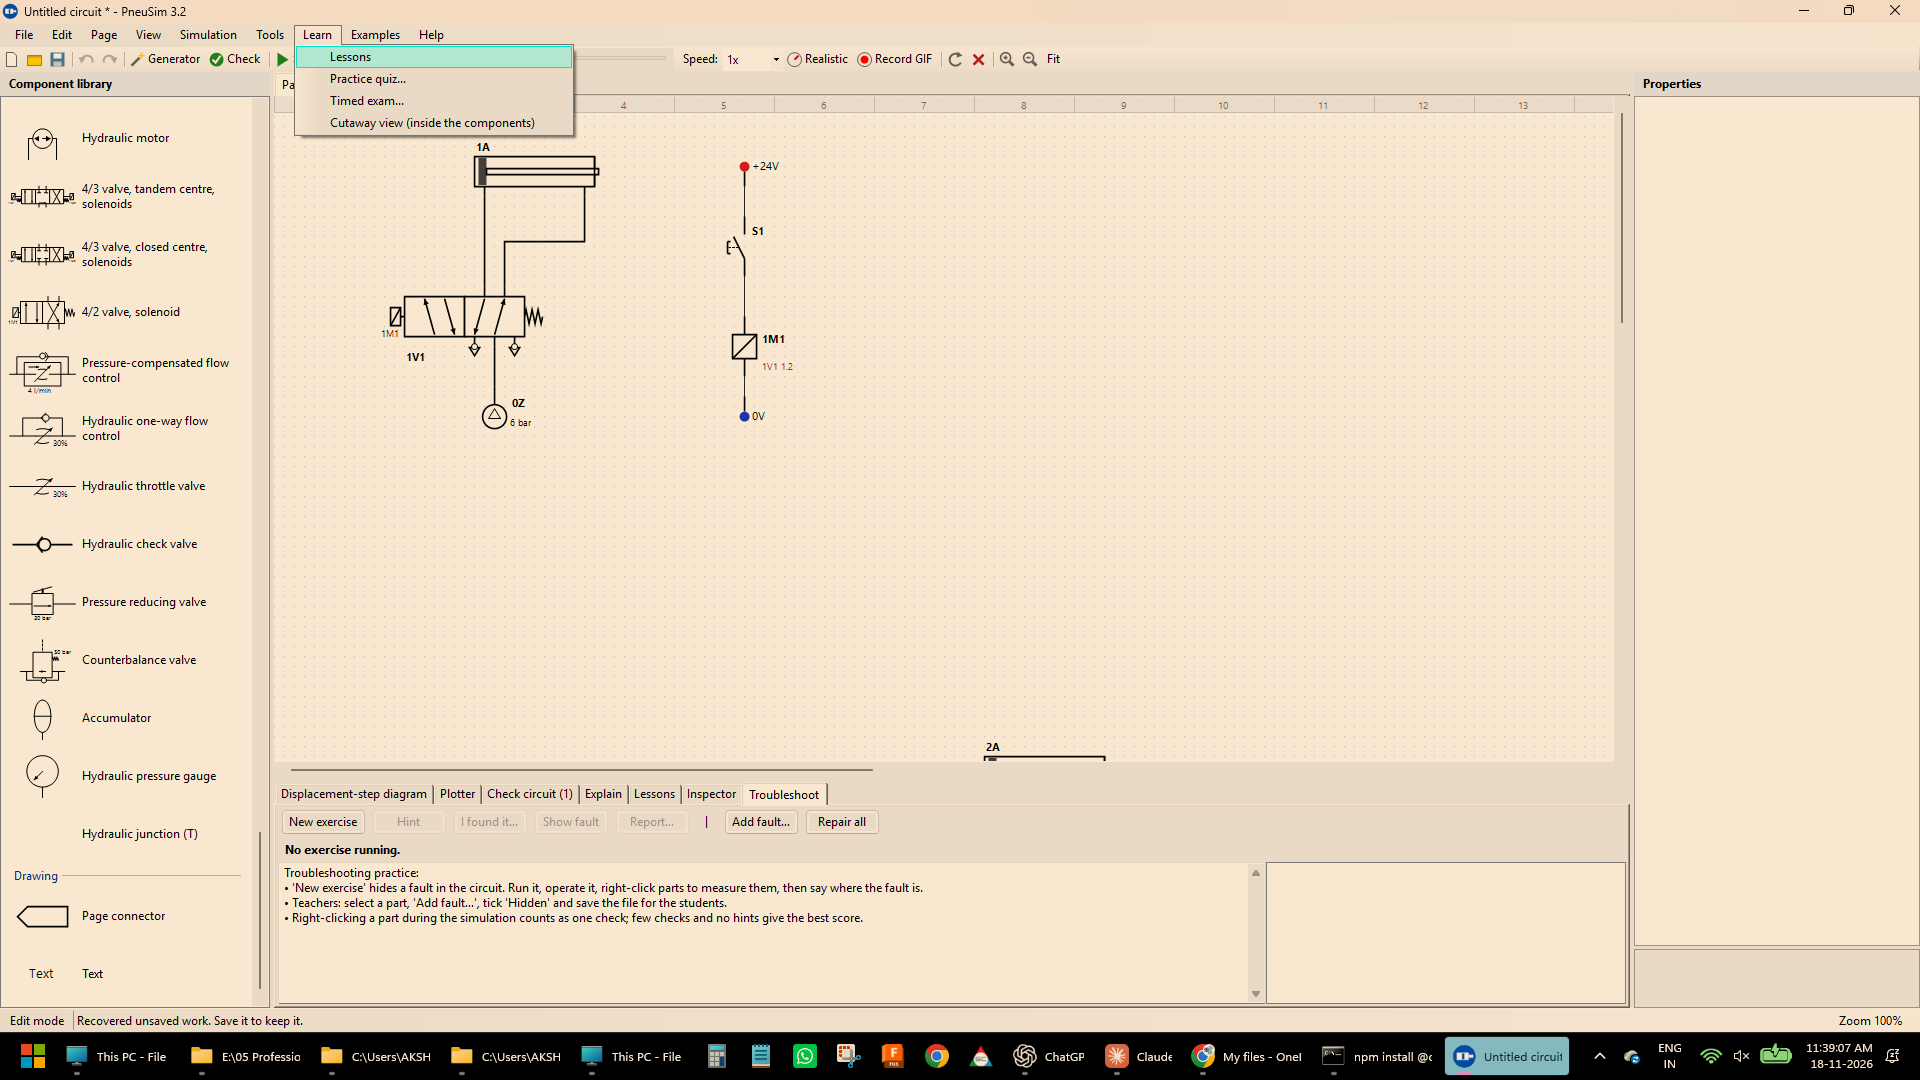 Untitled circuit * - PneuSim 3.2
File Edit Page View Simulation Tools Learn Examples Help
Generator Check Speed: 1x Realistic Record GIF Fit
Lessons
Practice quiz...
Timed exam...
Cutaway view (inside the components)
Component library
Hydraulic motor
4/3 valve, tandem centre,
solenoids
4/3 valve, closed centre,
solenoids
4/2 valve, solenoid
Pressure-compensated flow
control
4 l/min
Hydraulic one-way flow
control
30%
Hydraulic throttle valve
30%
Hydraulic check valve
Pressure reducing valve
Counterbalance valve
Accumulator
Hydraulic pressure gauge
Hydraulic junction (T)
Drawing
Page connector
Text Text
Pa
4 5 6 7 8 9 10 11 12 13
1A
1M1
1V1
0Z
6 bar
+24V
S1
1M1
1V1 1.2
0V
2A
Properties
Displacement-step diagram Plotter Check circuit (1) Explain Lessons Inspector Troubleshoot
New exercise Hint I found it... Show fault Report... Add fault... Repair all
No exercise running.
Troubleshooting practice:
• 'New exercise' hides a fault in the circuit. Run it, operate it, right-click parts to measure them, then say where the fault is.
• Teachers: select a part, 'Add fault...', tick 'Hidden' and save the file for the students.
• Right-clicking a part during the simulation counts as one check; few checks and no hints give the best score.
Edit mode Recovered unsaved work. Save it to keep it. Zoom 100%
This PC - File E:\05 Professio C:\Users\AKSH C:\Users\AKSH This PC - File ChatGP Claude My files - Onel npm install @c Untitled circuit
ENG
IN
11:39:07 AM
18-11-2026